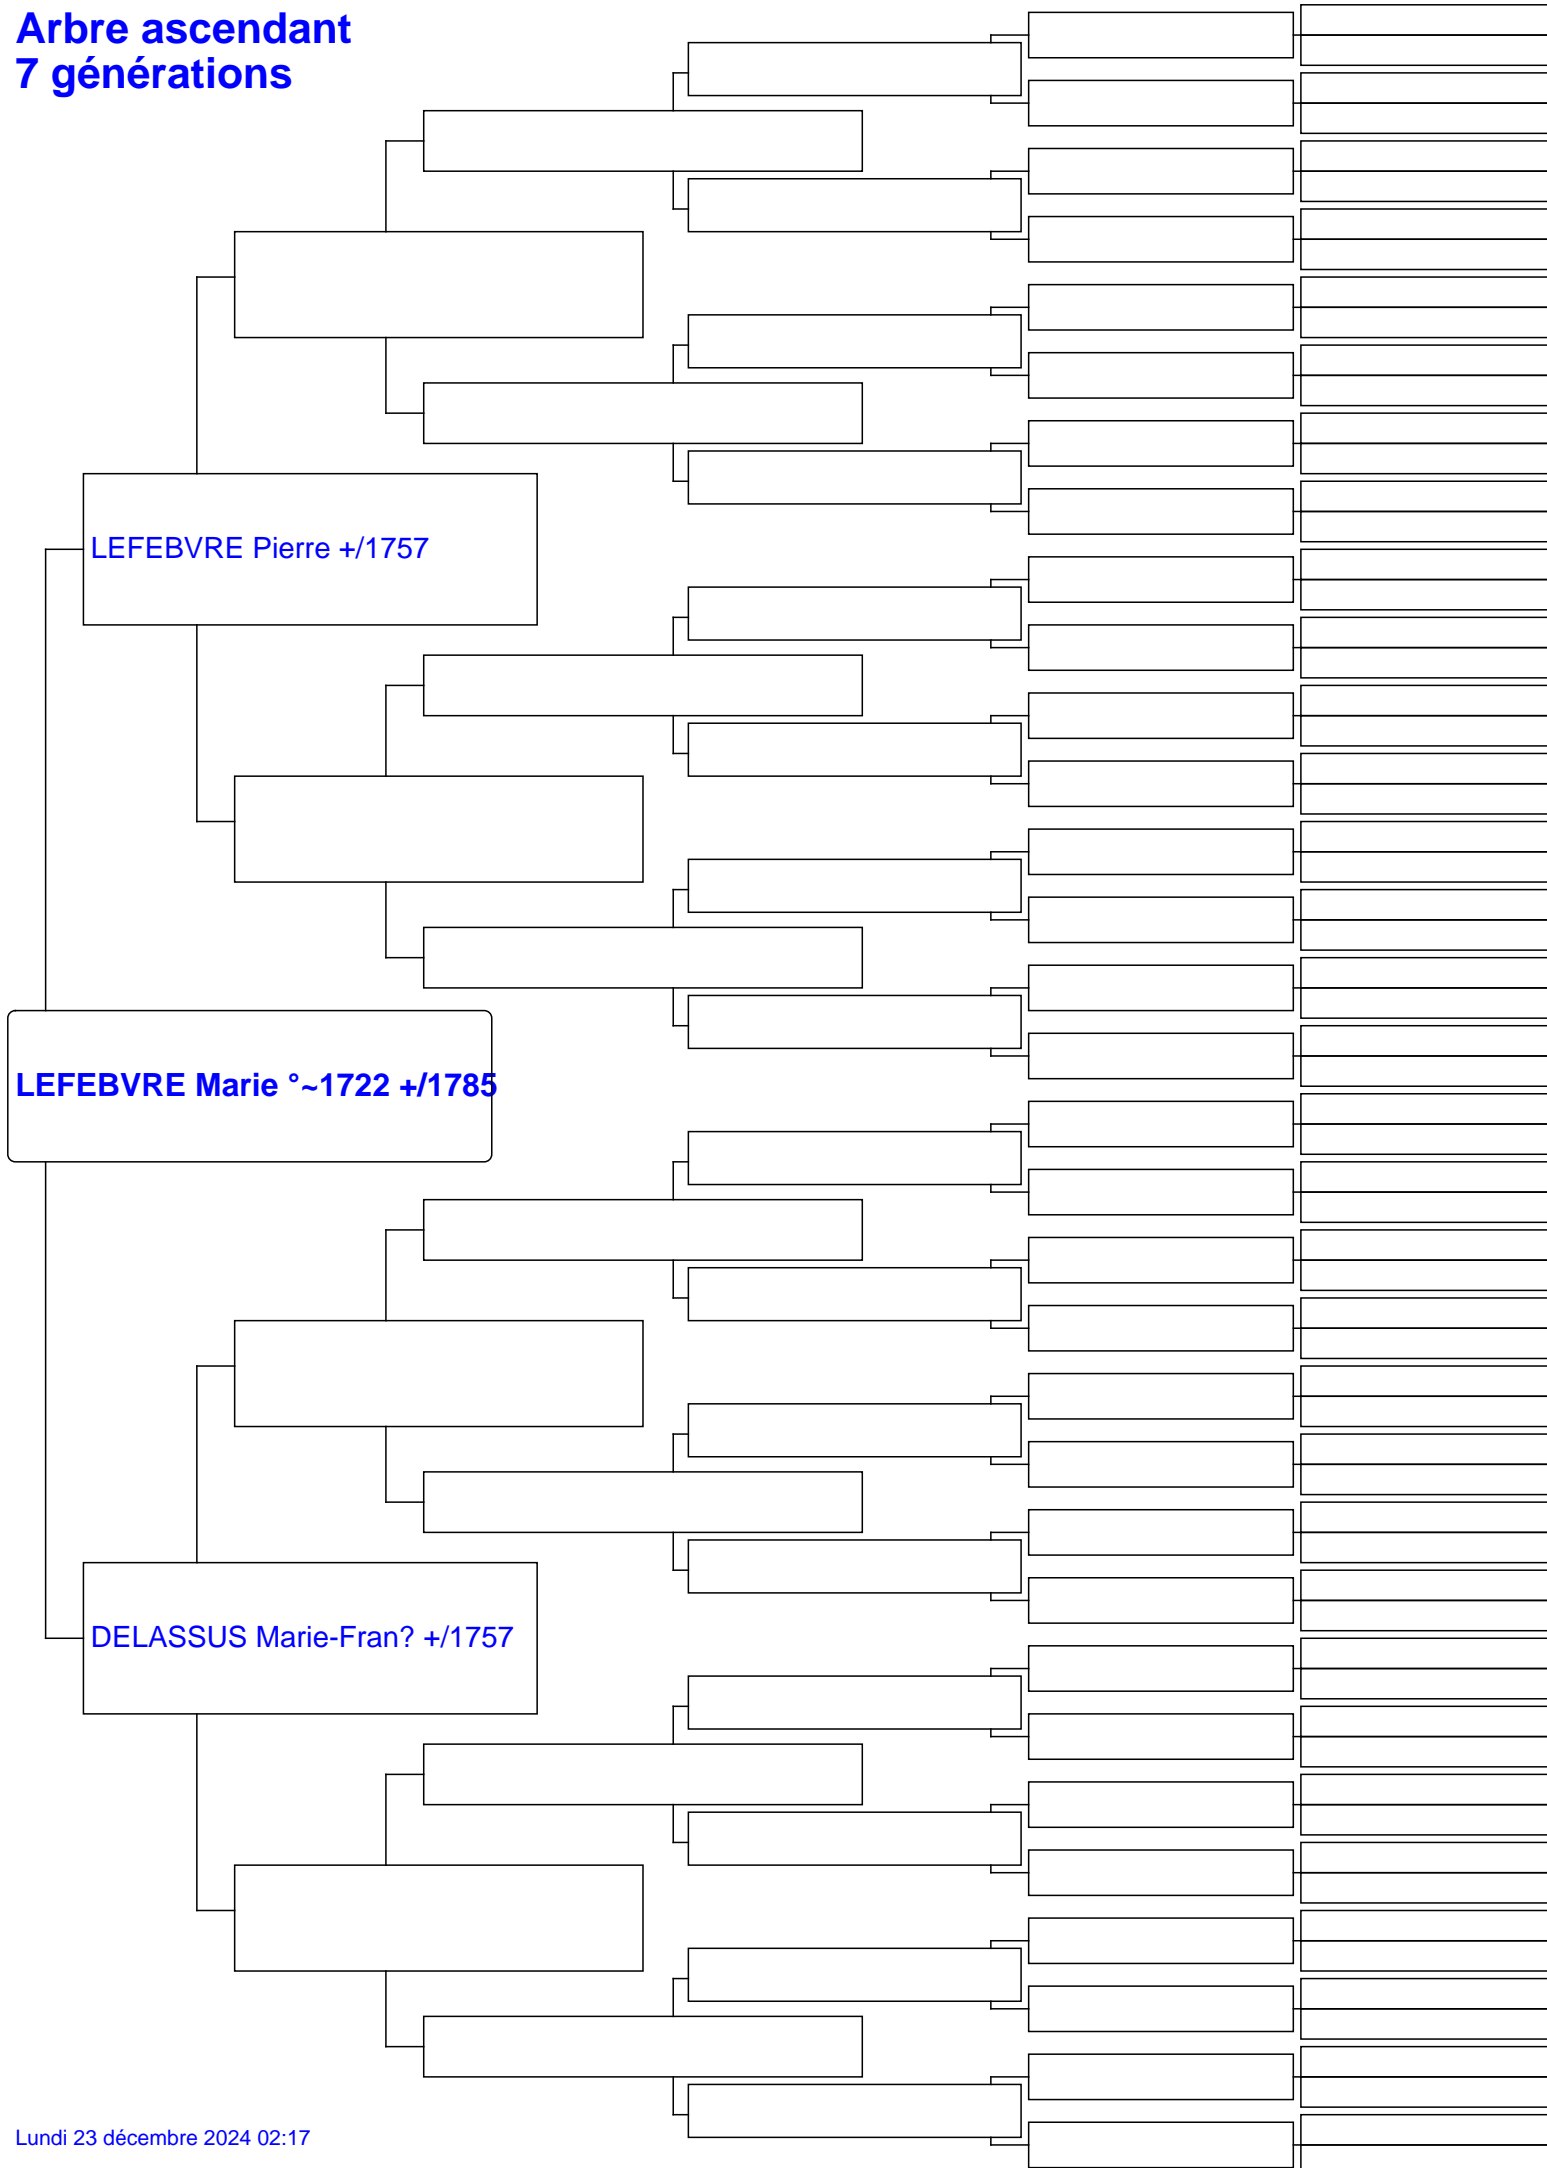 Arbre ascendant
7 générations
LEFEBVRE Pierre +/1757
LEFEBVRE Marie °~1722 +/1785
DELASSUS Marie-Fran? +/1757
Lundi 23 décembre 2024 02:17